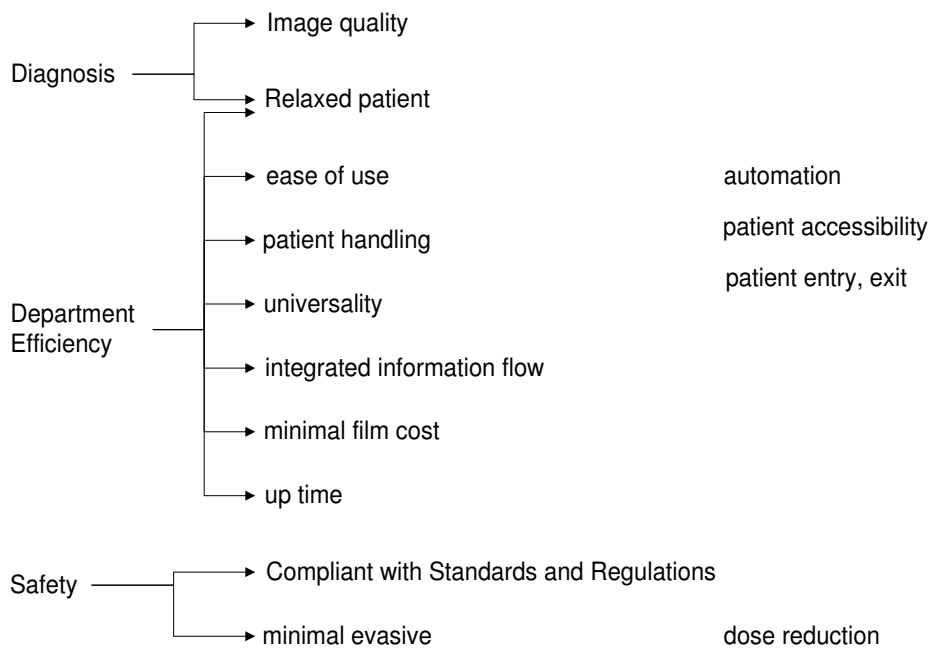 Image quality
Diagnosis
Relaxed patient
ease of use automation
patient handling patient accessibility
patient entry, exit
universality
Department
Efficiency
integrated information flow
minimal film cost
up time
Compliant with Standards and Regulations
Safety
minimal evasive dose reduction